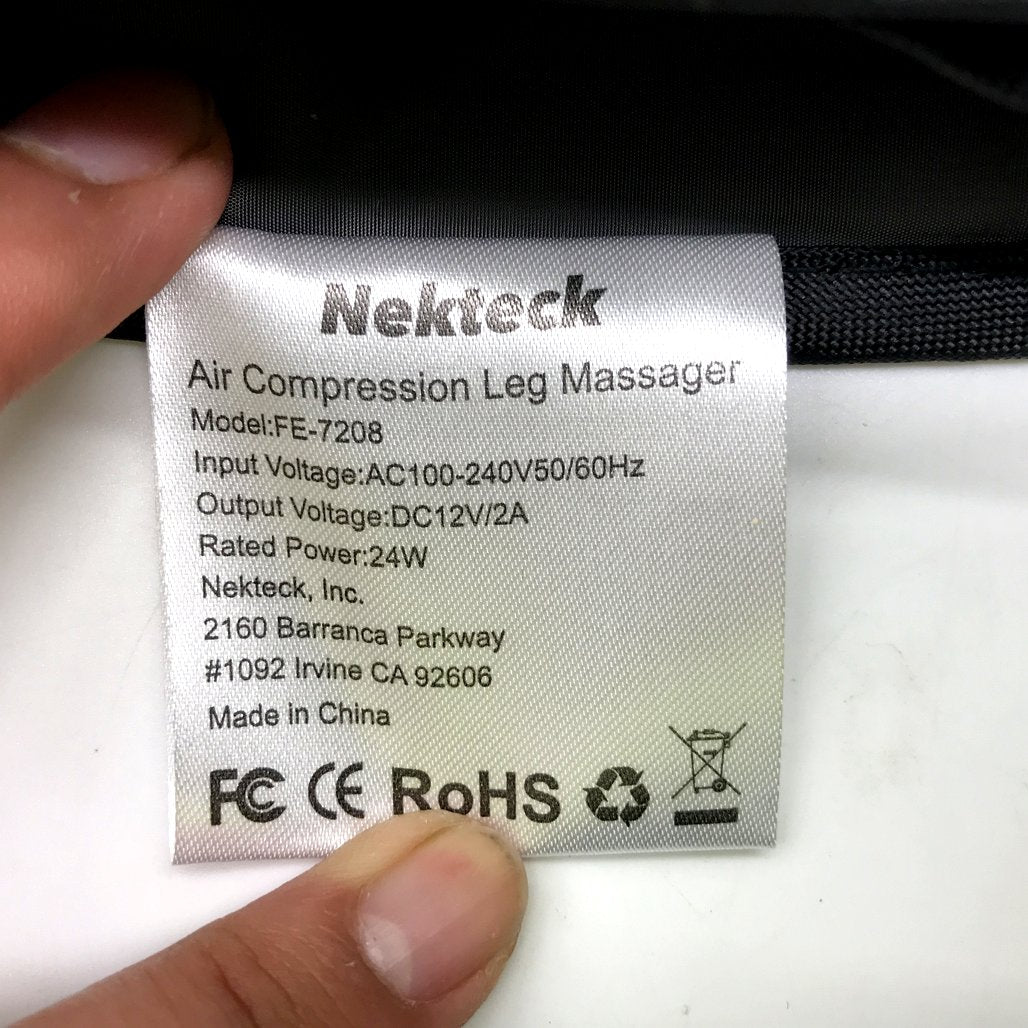 Nekteck
Air Compression Leg Massager
Model:FE-7208
Input Voltage:AC100-240V50/60Hz
Output Voltage:DC12V/2A
Rated Power:24W
Nekteck, Inc.
2160 Barranca Parkway
#1092 Irvine CA 92606
Made in China
FC CE RoHS